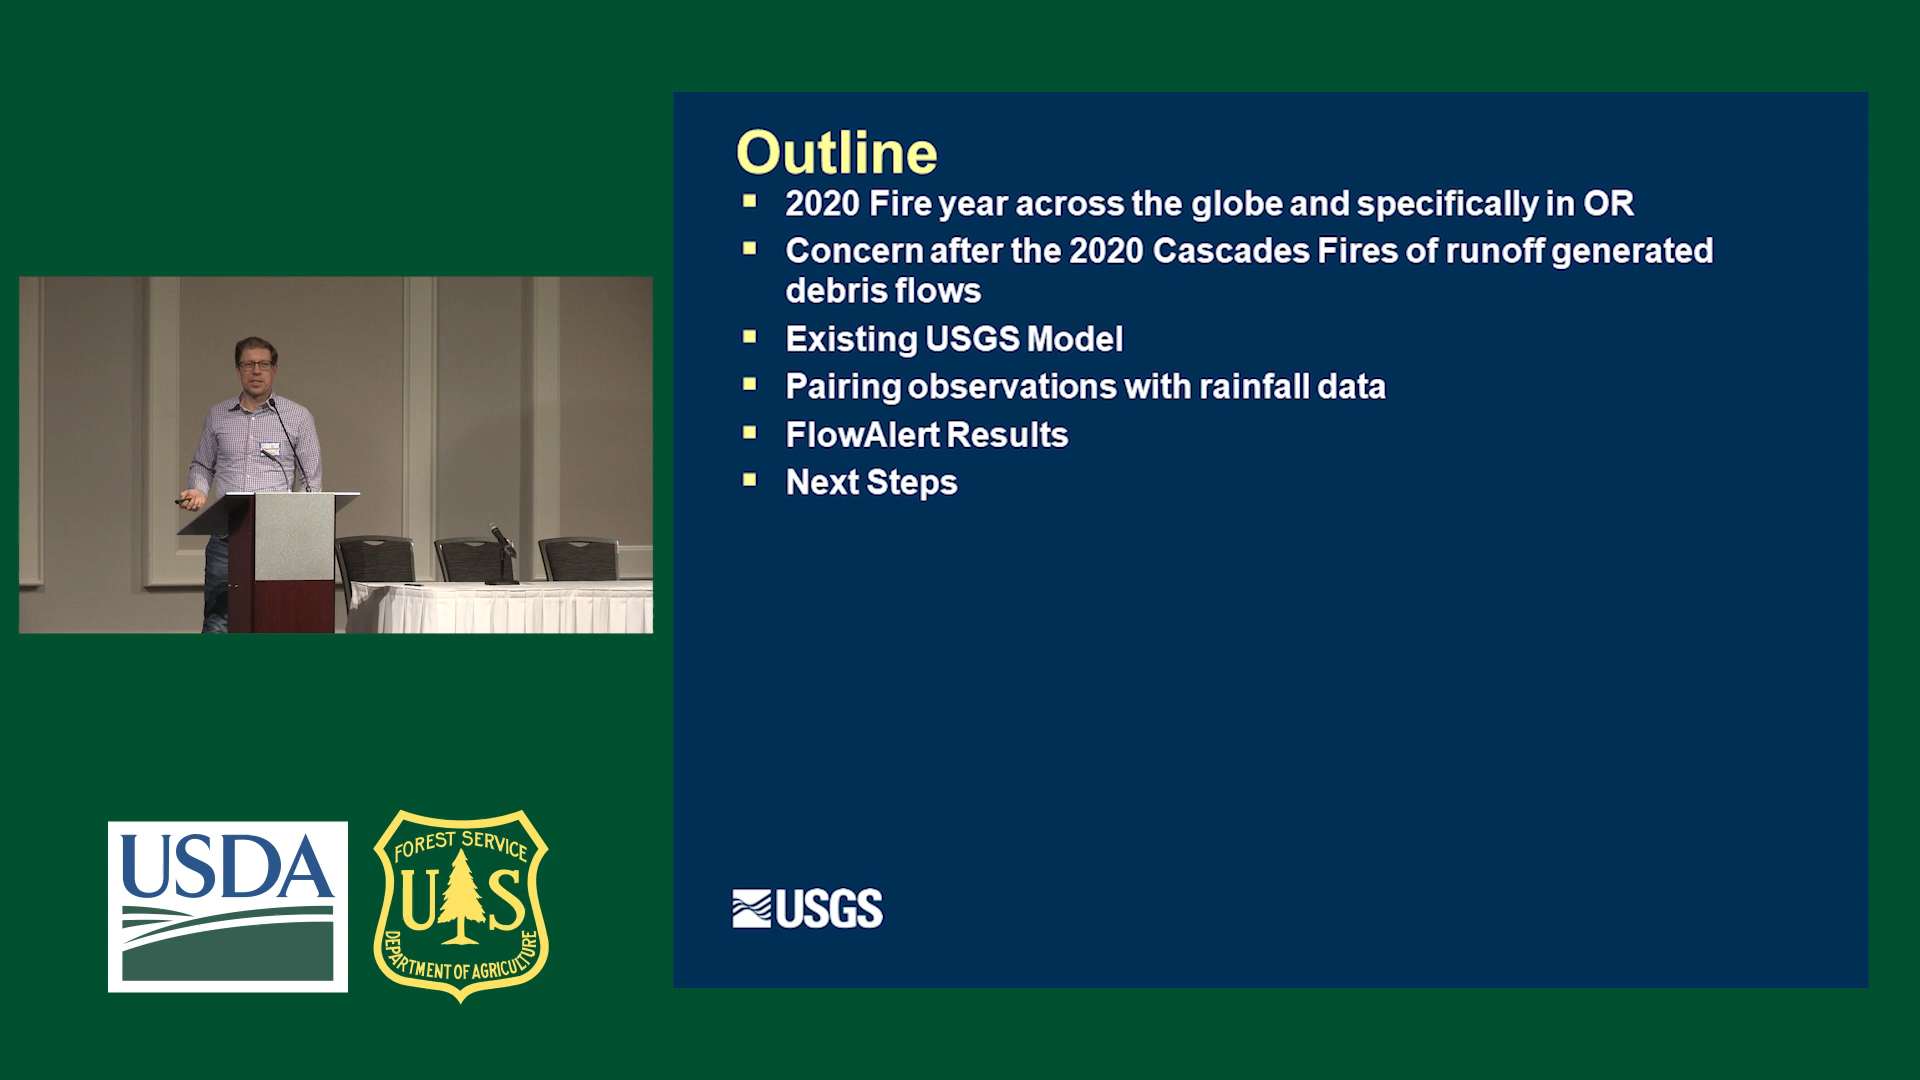 Outline
2020 Fire year across the globe and specifically in OR
Concern after the 2020 Cascades Fires of runoff generated
debris flows
Existing USGS Model
Pairing observations with rainfall data
FlowAlert Results
Next Steps
USGS
USDA
FOREST SERVICE
U S
DEPARTMENT OF AGRICULTURE